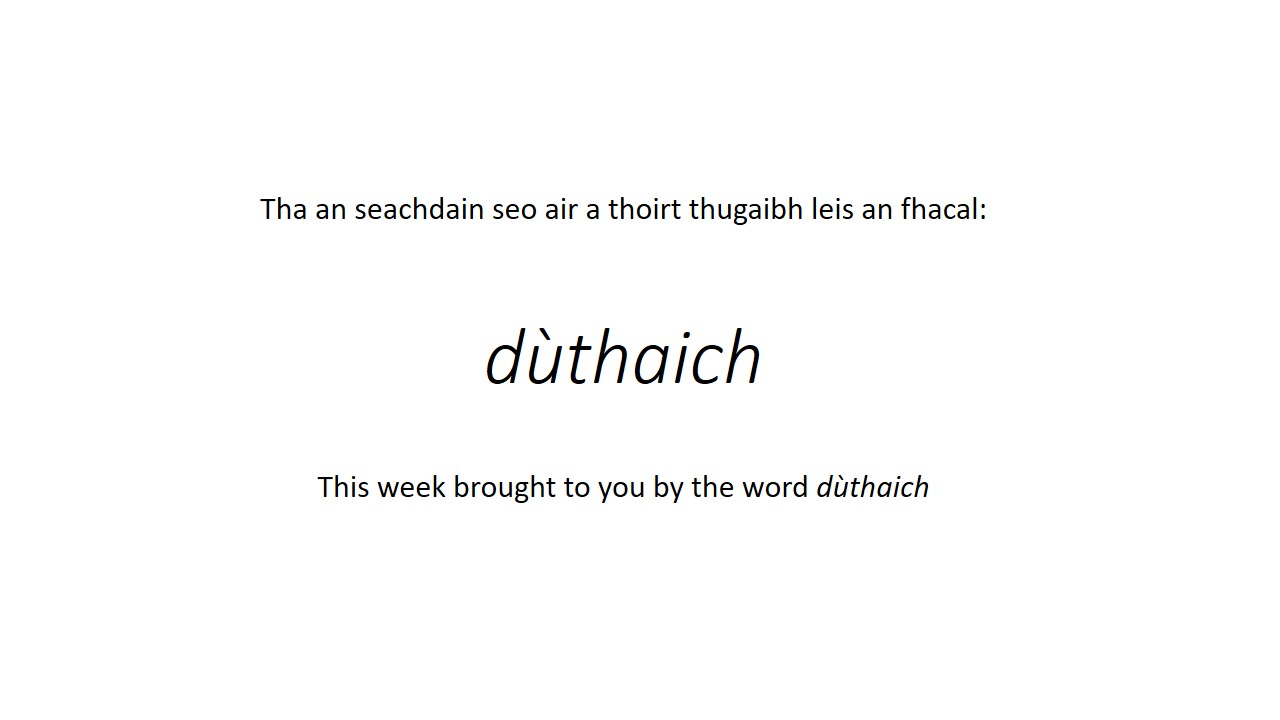 Tha an seachdain seo air a thoirt thugaibh leis an fhacal:
dùthaich
This week brought to you by the word dùthaich